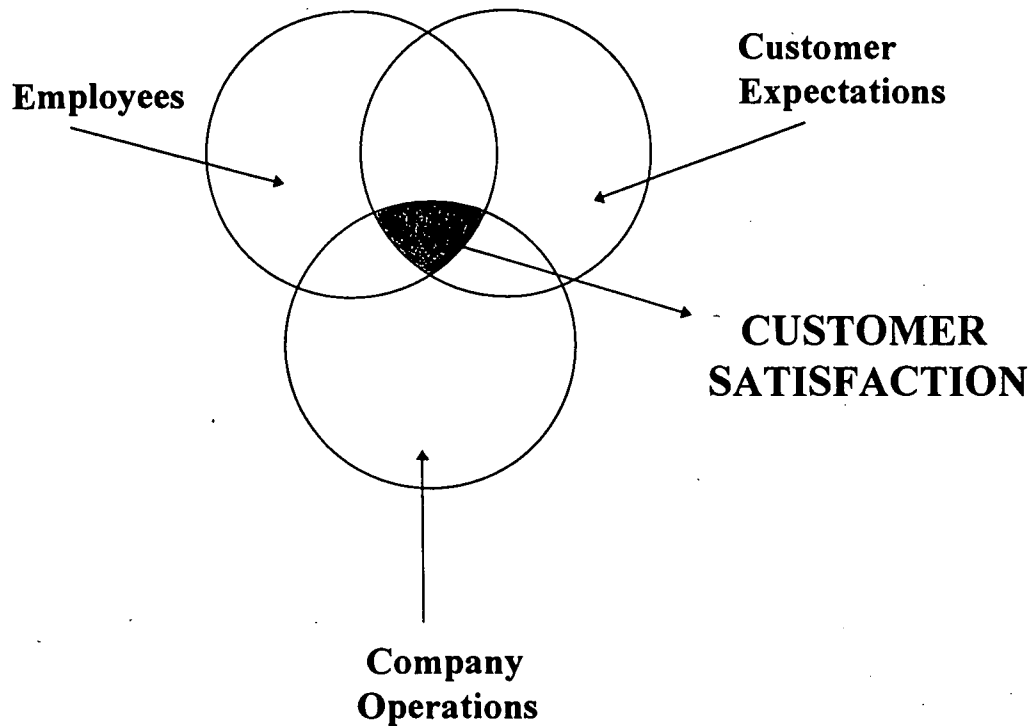 Employees
Customer
Expectations
CUSTOMER
SATISFACTION
Company
Operations